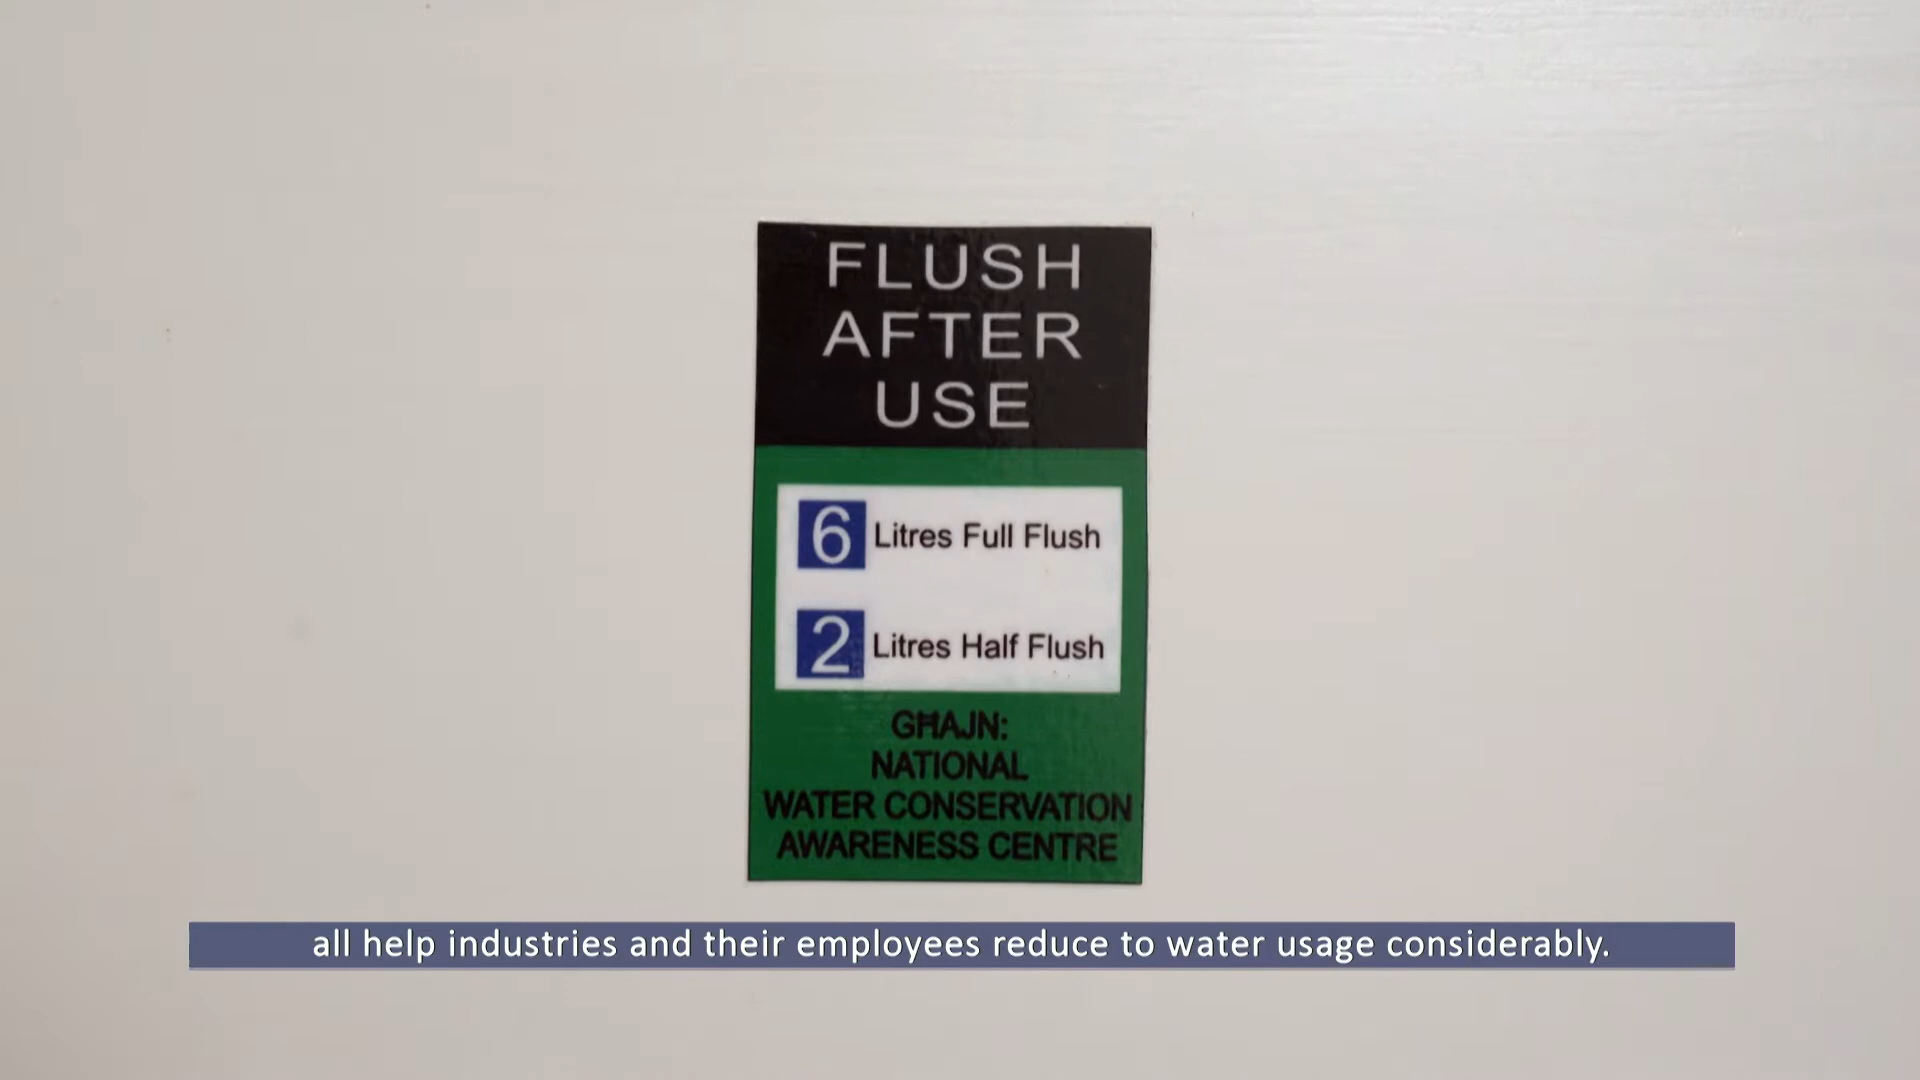 FLUSH
AFTER
USE
6 Litres Full Flush
2 Litres Half Flush
GĦAJN:
NATIONAL
WATER CONSERVATION
AWARENESS CENTRE
all help industries and their employees reduce to water usage considerably.